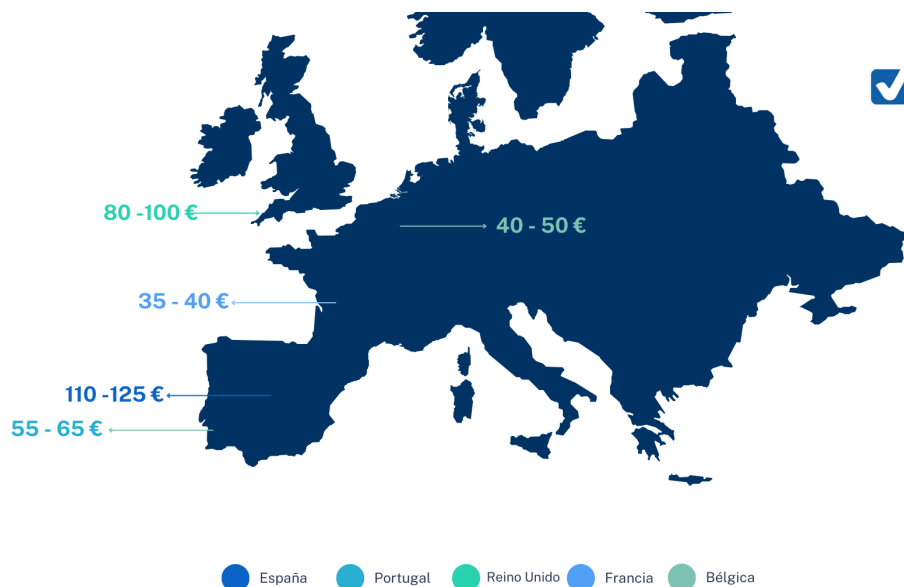 80 -100 €
40 - 50 €
35 - 40 €
110 -125 €
55 - 65 €
España
Portugal
Reino Unido
Francia
Bélgica